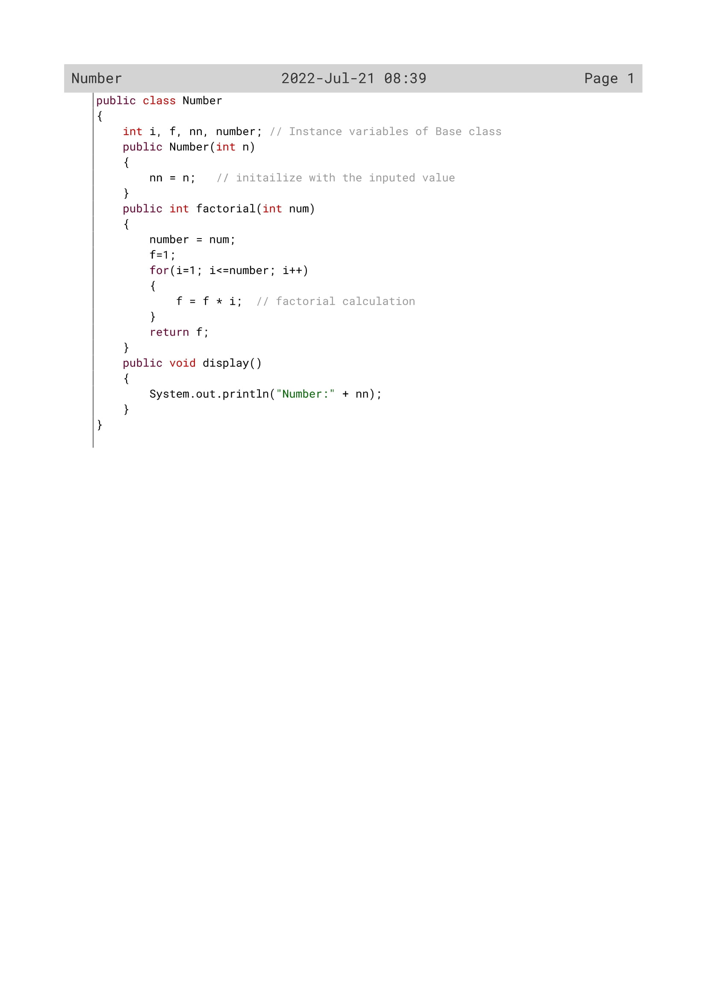 Number 2022-Jul-21 08:39 Page 1
public class Number
{
    int i, f, nn, number; // Instance variables of Base class
    public Number(int n)
    {
        nn = n;   // initailize with the inputed value
    }
    public int factorial(int num)
    {
        number = num;
        f=1;
        for(i=1; i<=number; i++)
        {
            f = f * i;  // factorial calculation
        }
        return f;
    }
    public void display()
    {
        System.out.println("Number:" + nn);
    }
}